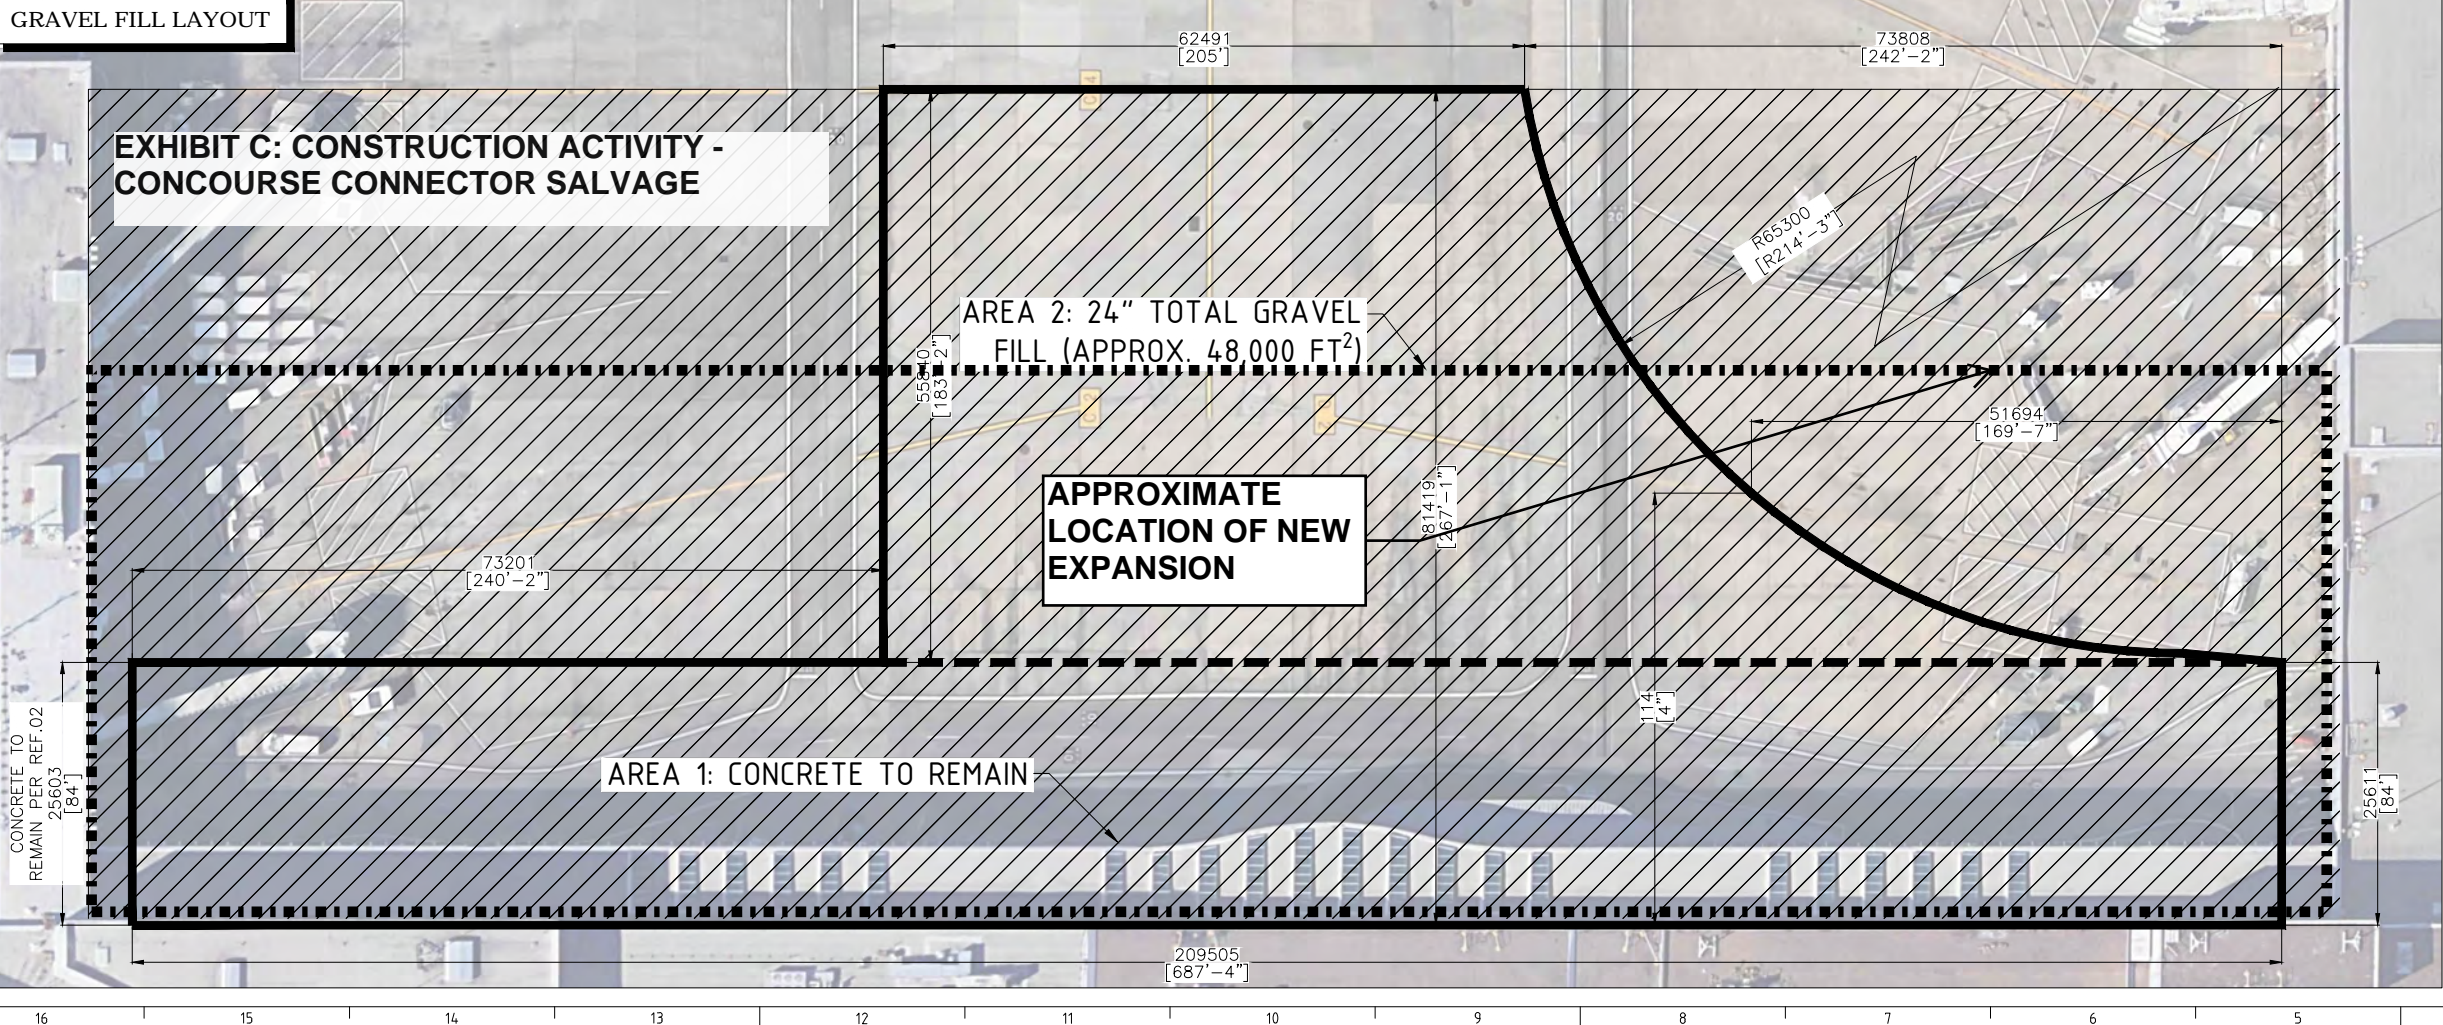 GRAVEL FILL LAYOUT
62491
[205']
73808
[242'-2"]
EXHIBIT C: CONSTRUCTION ACTIVITY -
CONCOURSE CONNECTOR SALVAGE
R65300
[R214'-3"]
AREA 2: 24" TOTAL GRAVEL
FILL (APPROX. 48,000 FT²)
55840
[183'-2"]
51694
[169'-7"]
APPROXIMATE
LOCATION OF NEW
EXPANSION
81419
[267'-1"]
73201
[240'-2"]
114
[4"]
AREA 1: CONCRETE TO REMAIN
CONCRETE TO
REMAIN PER REF.02
25603
[84']
25611
[84']
209505
[687'-4"]
16 15 14 13 12 11 10 9 8 7 6 5